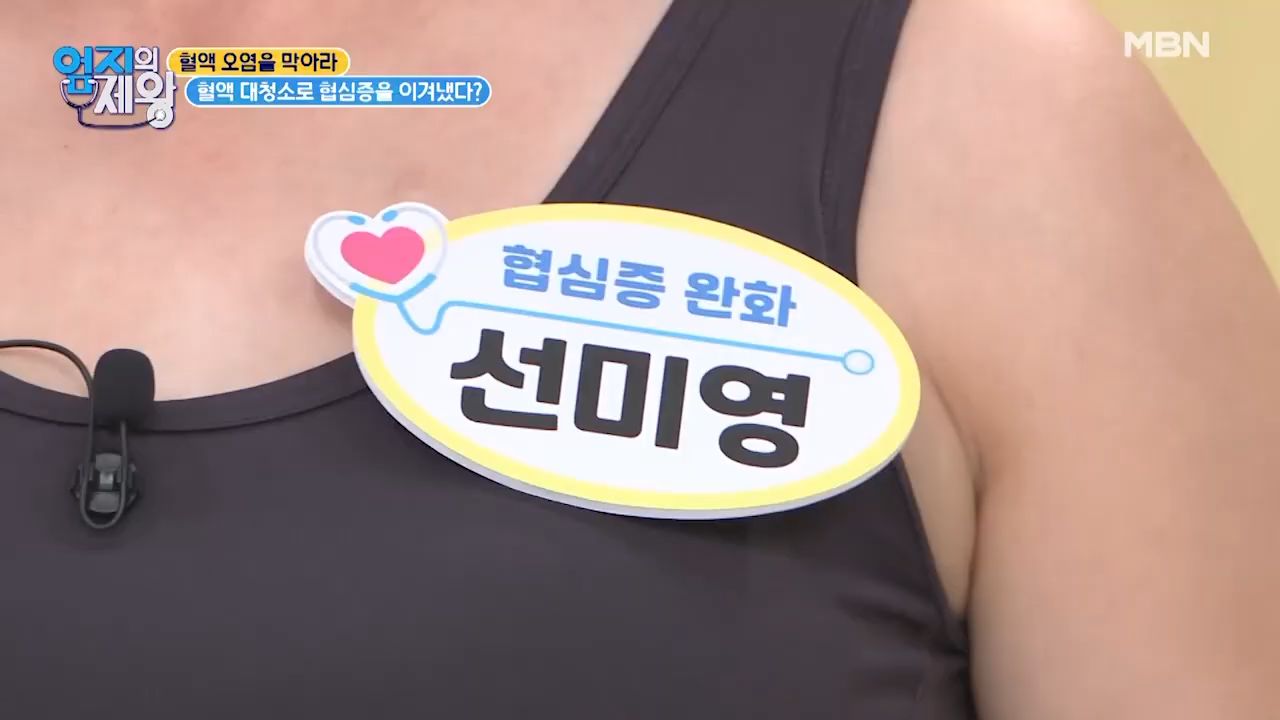 엄지의 제왕
혈액 오염을 막아라
혈액 대청소로 협심증을 이겨냈다?
MBN
협심증 완화
선미영